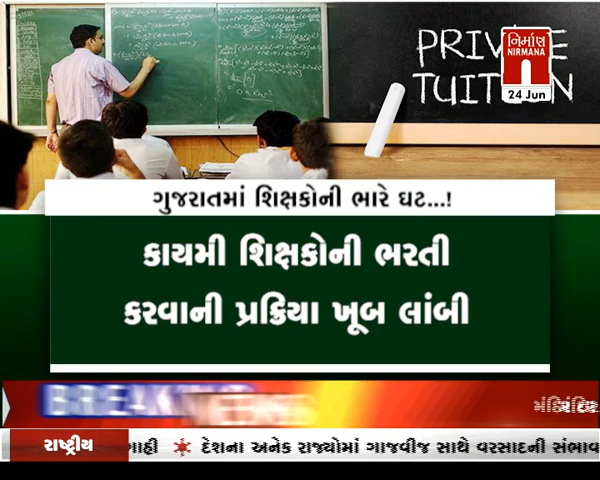 PRIVATE
TUITION
નિર્માણ
NIRMANA
24 Jun
ગુજરાતમાં શિક્ષકોની ભારે ઘટ...!
કાયમી શિક્ષકોની ભરતી
કરવાની પ્રક્રિયા ખૂબ લાંબી
રાષ્ટ્રીય
ગાહી ✱ દેશના અનેક રાજ્યોમાં ગાજવીજ સાથે વરસાદની સંભાવ